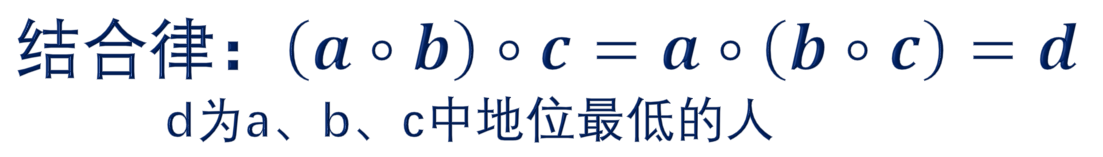 结合律：(a ∘ b) ∘ c = a ∘ (b ∘ c) = d
d为a、b、c中地位最低的人